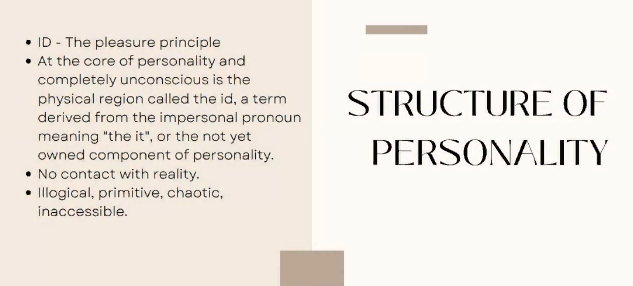 • ID - The pleasure principle
• At the core of personality and
completely unconscious is the
physical region called the id, a term
derived from the impersonal pronoun
meaning "the it", or the not yet
owned component of personality.
• No contact with reality.
• Illogical, primitive, chaotic,
inaccessible.
STRUCTURE OF
PERSONALITY